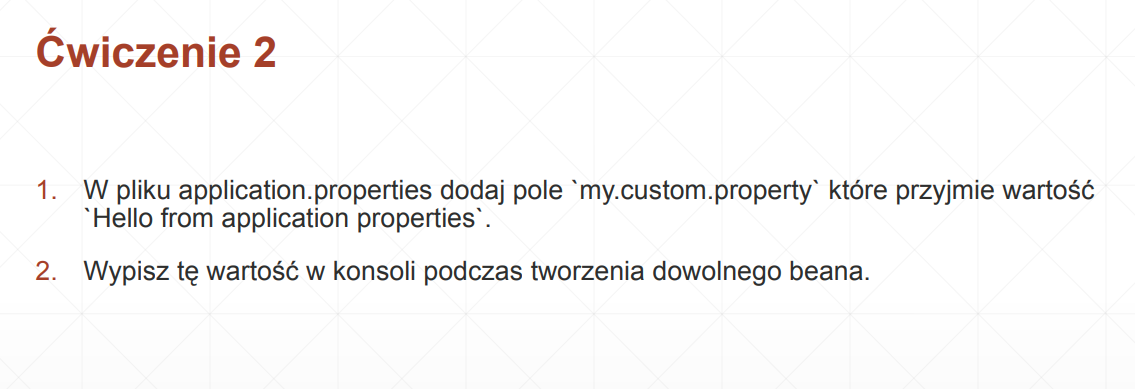 Ćwiczenie 2
1. W pliku application.properties dodaj pole `my.custom.property` które przyjmie wartość
`Hello from application properties`.
2. Wypisz tę wartość w konsoli podczas tworzenia dowolnego beana.